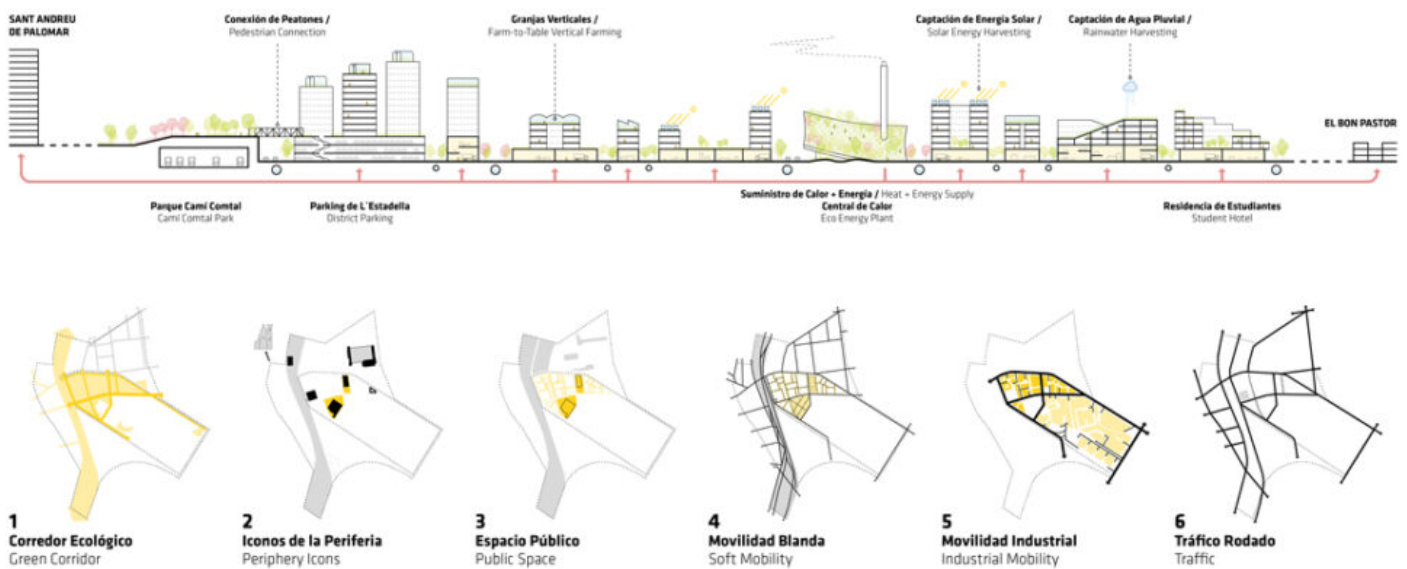 SANT ANDREU
DE PALOMAR
Conexión de Peatones /
Pedestrian Connection
Granjas Verticales /
Farm-to-Table Vertical Farming
Captación de Energía Solar /
Solar Energy Harvesting
Captación de Agua Pluvial /
Rainwater Harvesting
EL BON PASTOR
Suministro de Calor + Energía / Heat + Energy Supply
Parque Camí Comtal
Camí Comtal Park
Parking de L´Estadella
District Parking
Central de Calor
Eco Energy Plant
Residencia de Estudiantes
Student Hotel
1
Corredor Ecológico
Green Corridor
2
Iconos de la Periferia
Periphery Icons
3
Espacio Público
Public Space
4
Movilidad Blanda
Soft Mobility
5
Movilidad Industrial
Industrial Mobility
6
Tráfico Rodado
Traffic